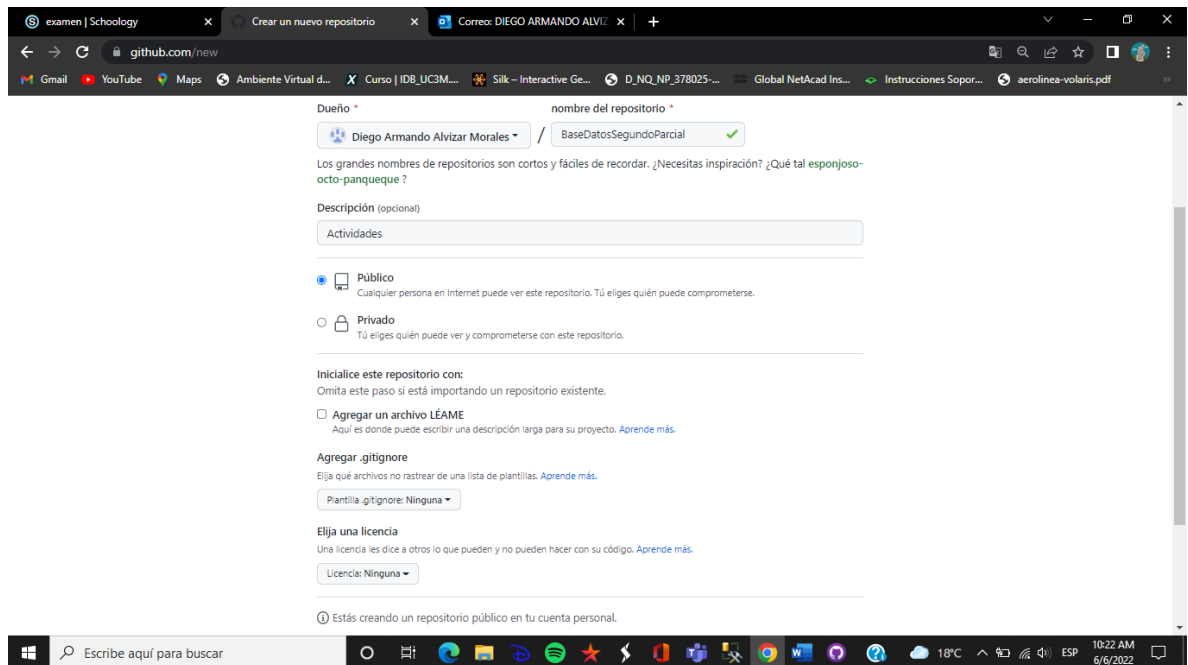 examen | Schoology
Crear un nuevo repositorio
Correo: DIEGO ARMANDO ALVIZ
github.com/new
Gmail
YouTube
Maps
Ambiente Virtual d...
Curso | IDB_UC3M....
Silk – Interactive Ge...
D_NQ_NP_378025-...
Global NetAcad Ins...
Instrucciones Sopor...
aerolinea-volaris.pdf
Dueño *
nombre del repositorio *
Diego Armando Alvizar Morales / BaseDatosSegundoParcial
Los grandes nombres de repositorios son cortos y fáciles de recordar. ¿Necesitas inspiración? ¿Qué tal esponjoso-
octo-panqueque ?
Descripción (opcional)
Actividades
Público
Cualquier persona en Internet puede ver este repositorio. Tú eliges quién puede comprometerse.
Privado
Tú eliges quién puede ver y comprometerse con este repositorio.
Inicialice este repositorio con:
Omita este paso si está importando un repositorio existente.
Agregar un archivo LÉAME
Aquí es donde puede escribir una descripción larga para su proyecto. Aprende más.
Agregar .gitignore
Elija qué archivos no rastrear de una lista de plantillas. Aprende más.
Plantilla .gitignore: Ninguna
Elija una licencia
Una licencia les dice a otros lo que pueden y no pueden hacer con su código. Aprende más.
Licencia: Ninguna
Estás creando un repositorio público en tu cuenta personal.
Escribe aquí para buscar
18°C
ESP
10:22 AM
6/6/2022